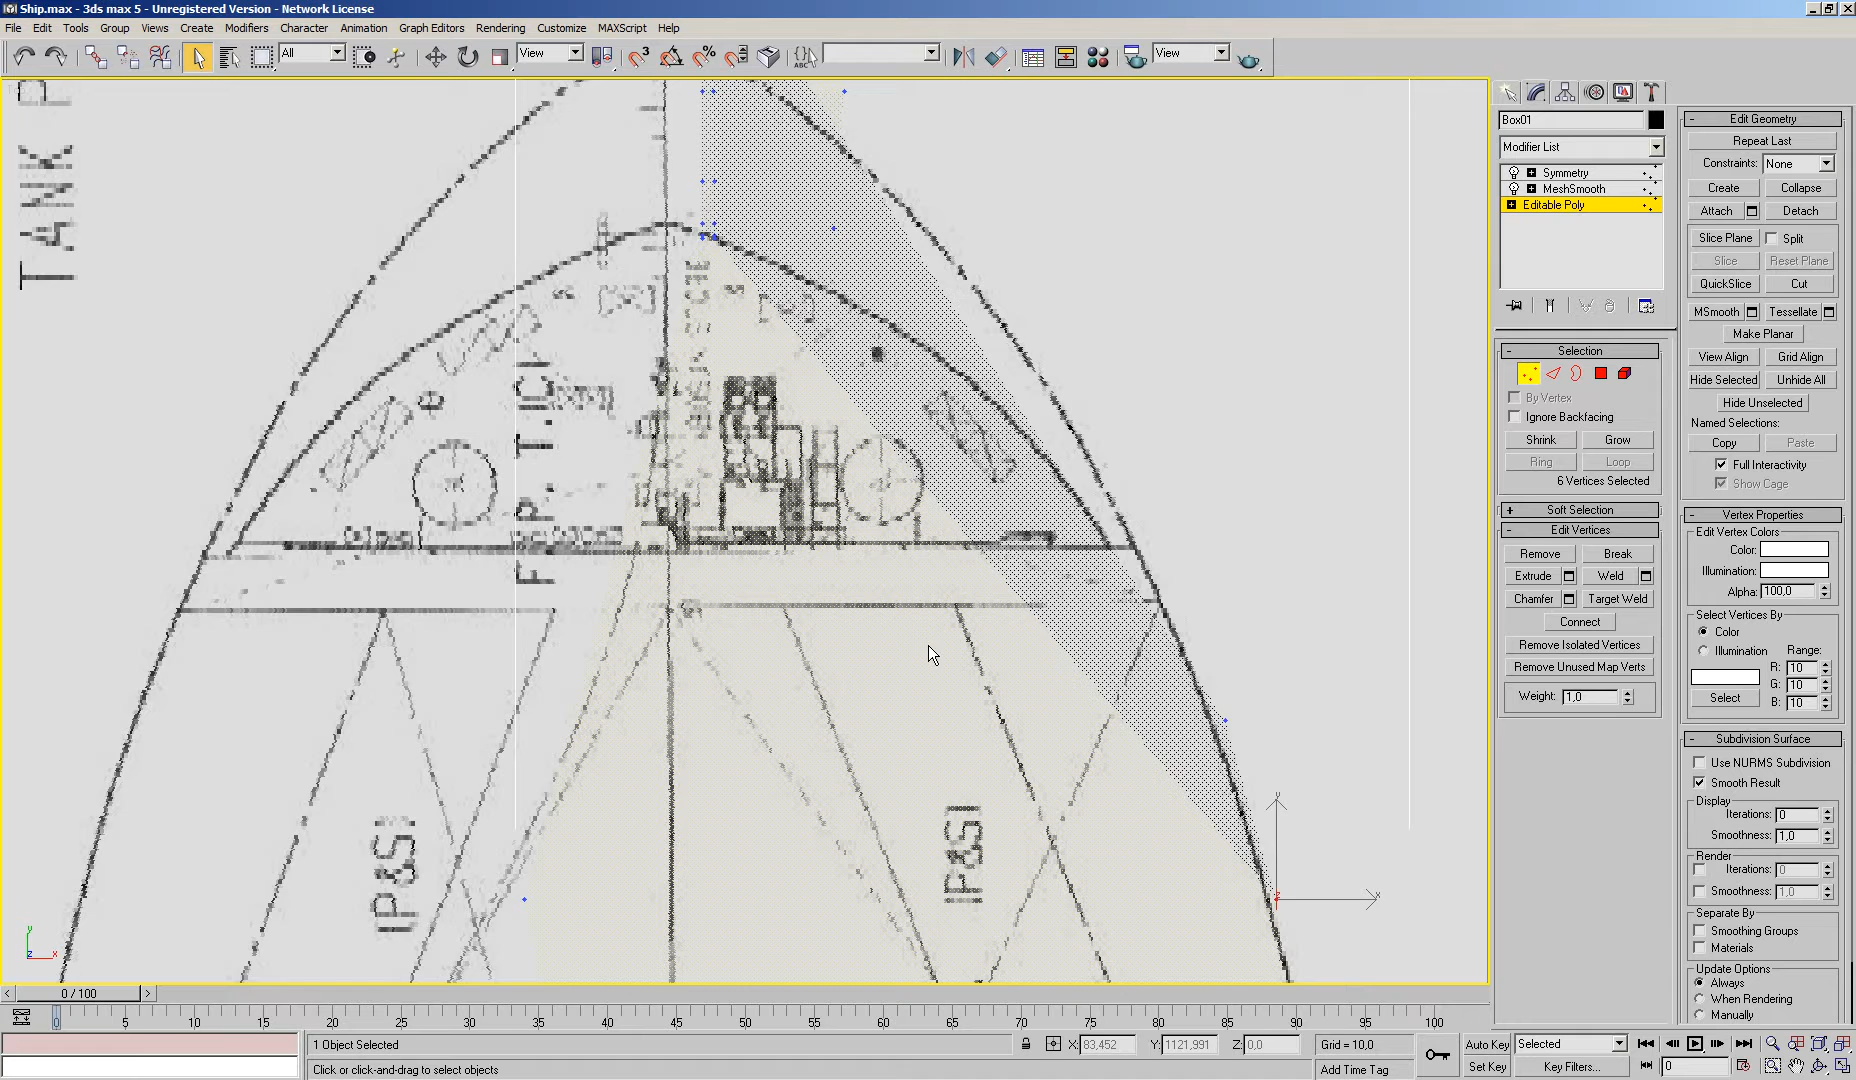 Ship.max - 3ds max 5 - Unregistered Version - Network License
File Edit Tools Group Views Create Modifiers Character Animation Graph Editors Rendering Customize MAXScript Help
All View View
TANK
IP&S
IP&S
Box01
Modifier List
Symmetry
MeshSmooth
Editable Poly
Selection
By Vertex
Ignore Backfacing
Shrink Grow
Ring Loop
6 Vertices Selected
Soft Selection
Edit Vertices
Remove Break
Extrude Weld
Chamfer Target Weld
Connect
Remove Isolated Vertices
Remove Unused Map Verts
Weight: 1,0
Edit Geometry
Repeat Last
Constraints: None
Create Collapse
Attach Detach
Slice Plane Split
Slice Reset Plane
QuickSlice Cut
MSmooth Tessellate
Make Planar
View Align Grid Align
Hide Selected Unhide All
Hide Unselected
Named Selections:
Copy Paste
Full Interactivity
Show Cage
Vertex Properties
Edit Vertex Colors
Color:
Illumination:
Alpha: 100,0
Select Vertices By
Color
Illumination Range:
R: 10
G: 10
Select B: 10
Subdivision Surface
Use NURMS Subdivision
Smooth Result
Display
Iterations: 0
Smoothness: 1,0
Render
Iterations: 0
Smoothness: 1,0
Separate By
Smoothing Groups
Materials
Update Options
Always
When Rendering
Manually
0 / 100
0 5 10 15 20 25 30 35 40 45 50 55 60 65 70 75 80 85 90 95 100
1 Object Selected X: 83,452 Y: 1121,991 Z: 0,0 Grid = 10,0 Auto Key Selected
Click or click-and-drag to select objects Add Time Tag Set Key Key Filters... 0